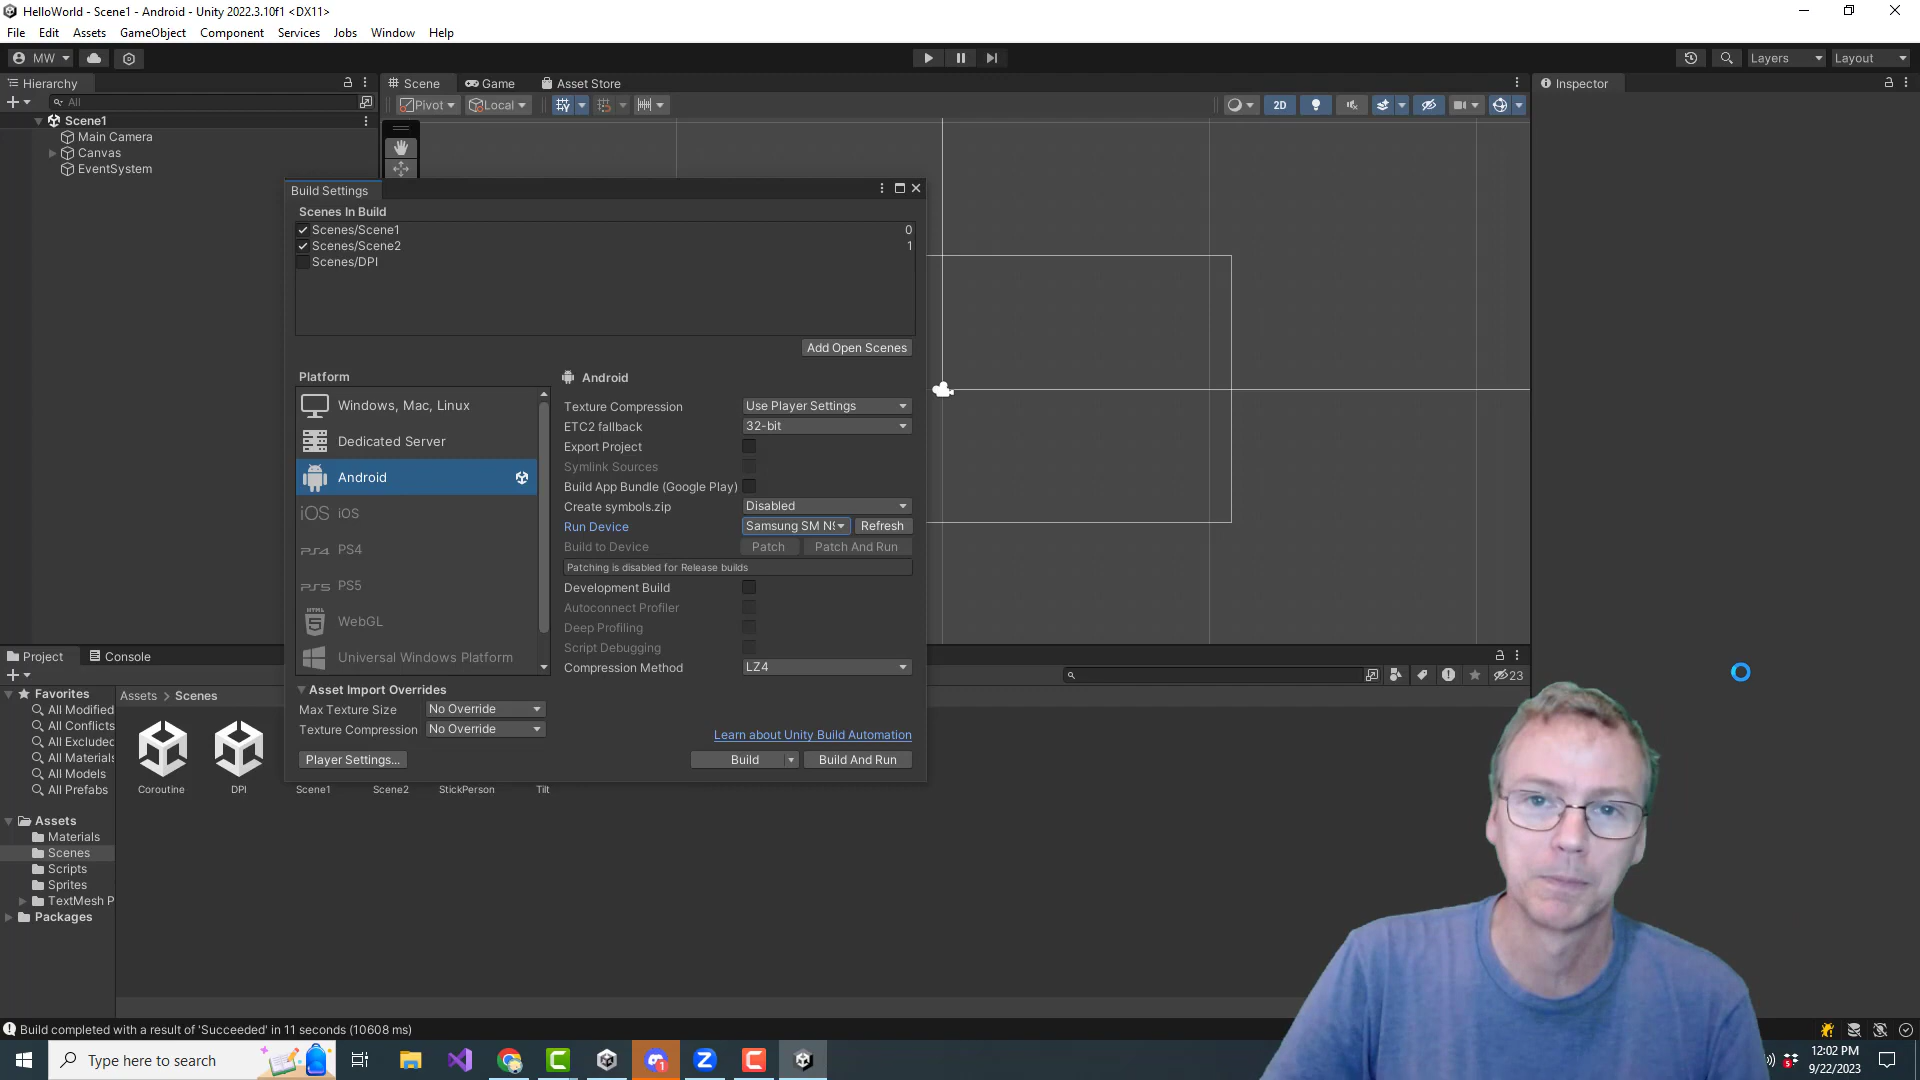 HelloWorld - Scene1 - Android - Unity 2022.3.10f1 <DX11>
File Edit Assets GameObject Component Services Jobs Window Help
MW Layers Layout
Hierarchy Scene Game Asset Store Inspector
All Pivot Local 2D
Scene1
Main Camera
Canvas
EventSystem
Build Settings
Scenes In Build
Scenes/Scene1 0
Scenes/Scene2 1
Scenes/DPI
Add Open Scenes
Platform
Windows, Mac, Linux
Dedicated Server
Android
iOS iOS
PS4 PS4
PS5 PS5
HTML 5 WebGL
Universal Windows Platform
Android
Texture Compression Use Player Settings
ETC2 fallback 32-bit
Export Project
Symlink Sources
Build App Bundle (Google Play)
Create symbols.zip Disabled
Run Device Samsung SM Refresh
Build to Device Patch Patch And Run
Patching is disabled for Release builds
Development Build
Autoconnect Profiler
Deep Profiling
Script Debugging
Compression Method LZ4
Asset Import Overrides
Max Texture Size No Override
Texture Compression No Override
Learn about Unity Build Automation
Player Settings... Build Build And Run
Project Console
23
Favorites
All Modified
All Conflicts
All Excluded
All Materials
All Models
All Prefabs
Assets
Materials
Scenes
Scripts
Sprites
TextMesh P
Packages
Assets > Scenes
Coroutine DPI Scene1 Scene2 StickPerson Tilt
Build completed with a result of 'Succeeded' in 11 seconds (10608 ms)
Type here to search
12:02 PM
9/22/2023